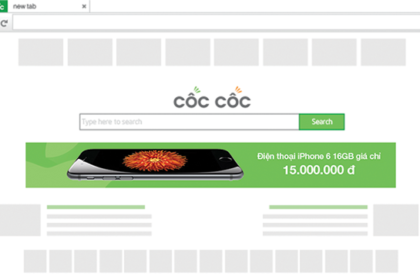 new tab
CỐC CỐC
Type here to search
Search
Điện thoại iPhone 6 16GB giá chỉ
15.000.000 đ